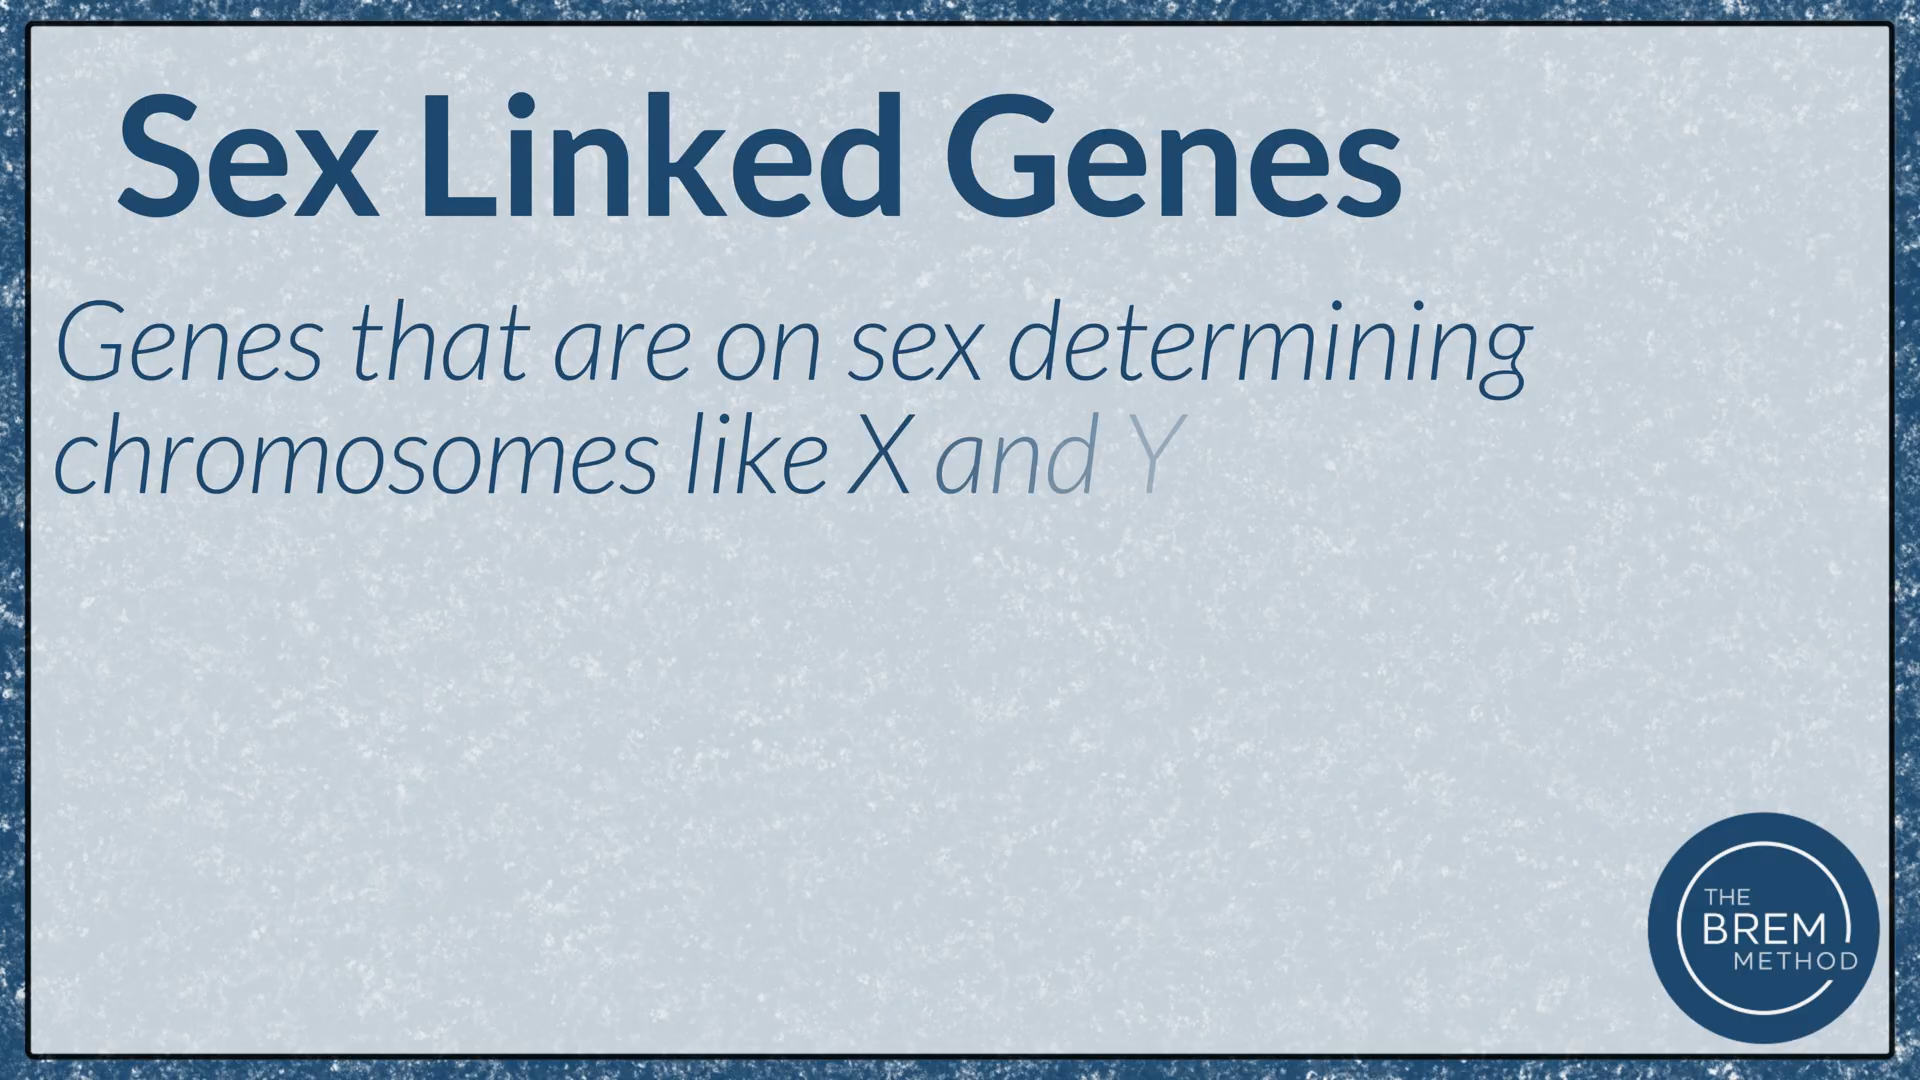 Sex Linked Genes
Genes that are on sex determining
chromosomes like X and Y
THE
BREM
METHOD